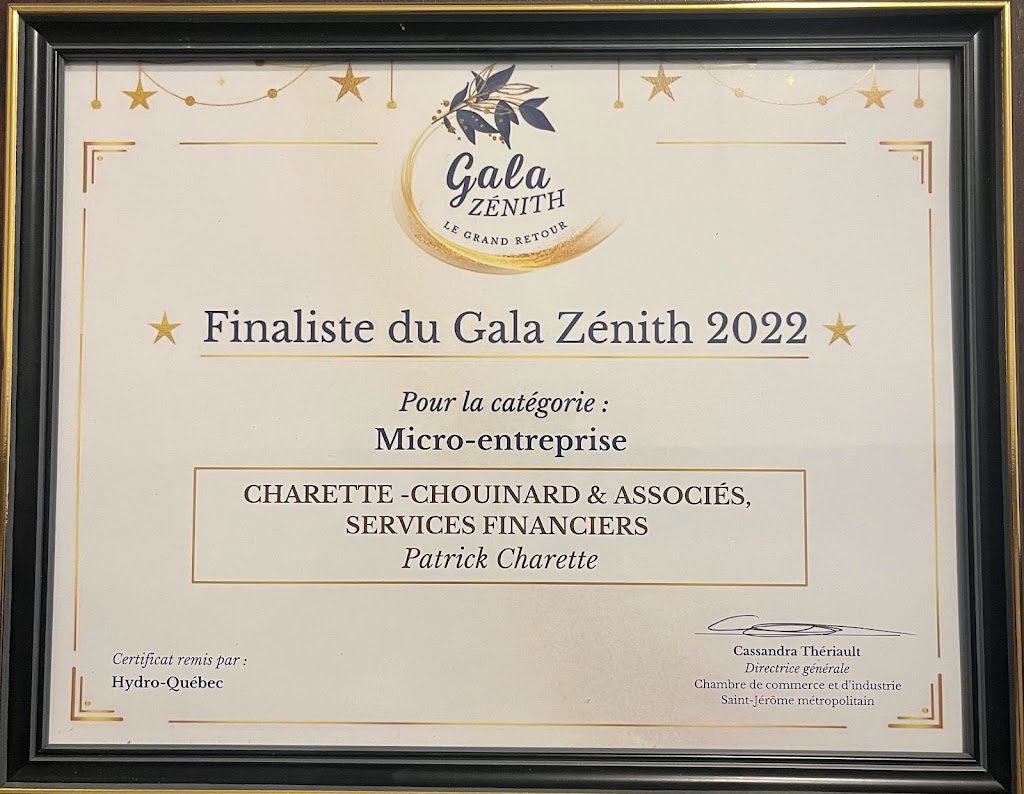 Gala
ZÉNITH
LE GRAND RETOUR
Finaliste du Gala Zénith 2022
Pour la catégorie :
Micro-entreprise
CHARETTE -CHOUINARD & ASSOCIÉS,
SERVICES FINANCIERS
Patrick Charette
Certificat remis par :
Hydro-Québec
Cassandra Thériault
Directrice générale
Chambre de commerce et d'industrie
Saint-Jérôme métropolitain